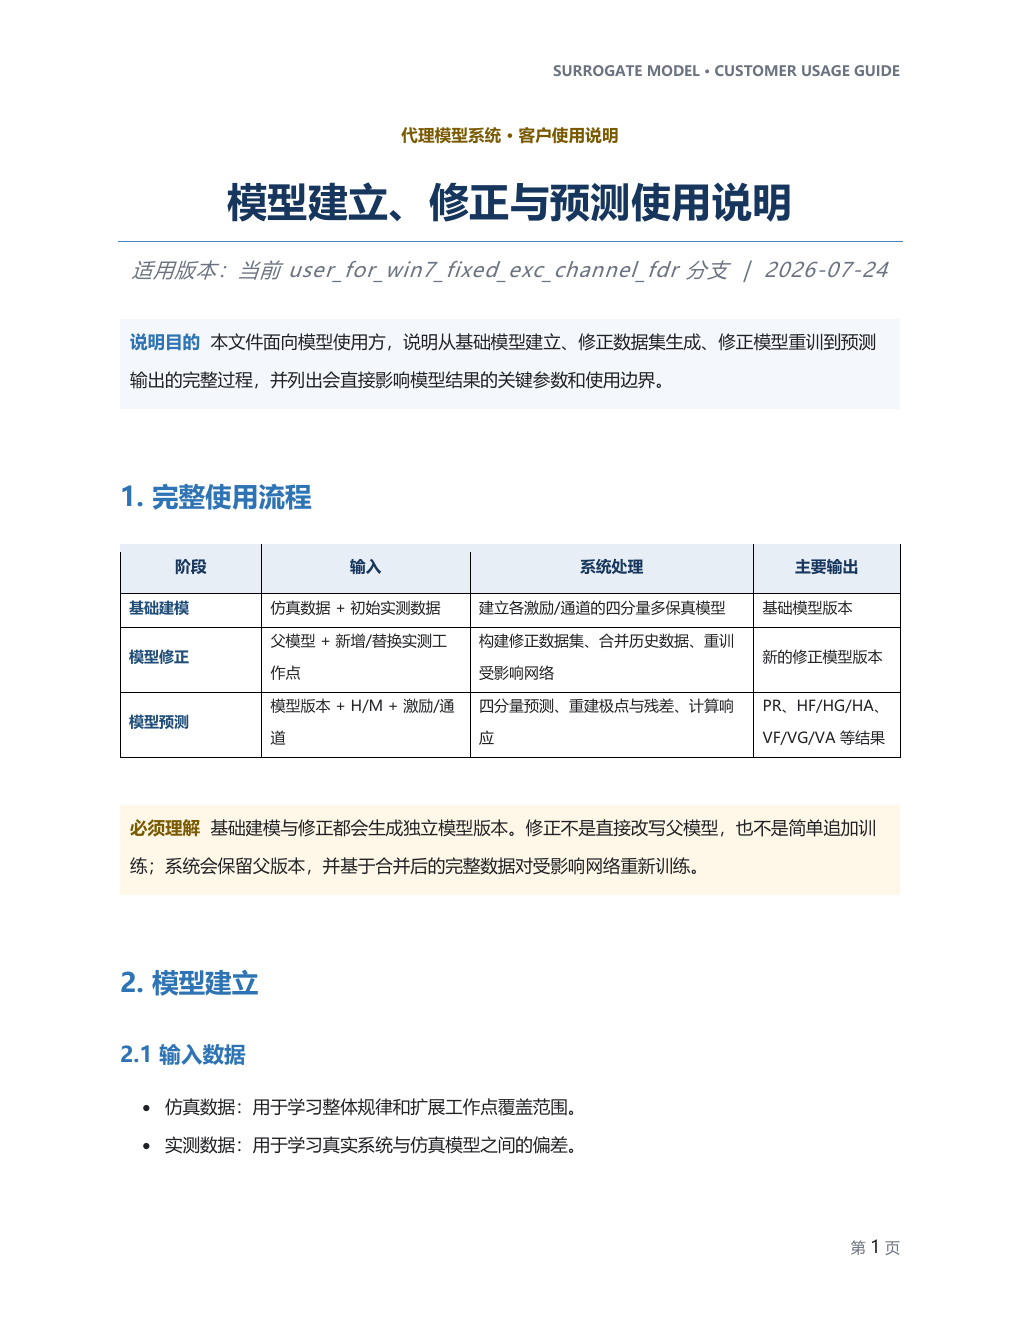 SURROGATE MODEL • CUSTOMER USAGE GUIDE
代理模型系统 • 客户使用说明
模型建立、修正与预测使用说明
适用版本：当前 user_for_win7_fixed_exc_channel_fdr 分支 | 2026-07-24
说明目的 本文件面向模型使用方，说明从基础模型建立、修正数据集生成、修正模型重训到预测
输出的完整过程，并列出会直接影响模型结果的关键参数和使用边界。
1. 完整使用流程
阶段 输入 系统处理 主要输出
基础建模 仿真数据 + 初始实测数据 建立各激励/通道的四分量多保真模型 基础模型版本
模型修正 父模型 + 新增/替换实测工
作点 构建修正数据集、合并历史数据、重训
受影响网络 新的修正模型版本
模型预测 模型版本 + H/M + 激励/通
道 四分量预测、重建极点与残差、计算响
应 PR、HF/HG/HA、
VF/VG/VA 等结果
必须理解 基础建模与修正都会生成独立模型版本。修正不是直接改写父模型，也不是简单追加训
练；系统会保留父版本，并基于合并后的完整数据对受影响网络重新训练。
2. 模型建立
2.1 输入数据
• 仿真数据：用于学习整体规律和扩展工作点覆盖范围。
• 实测数据：用于学习真实系统与仿真模型之间的偏差。
第 1 页